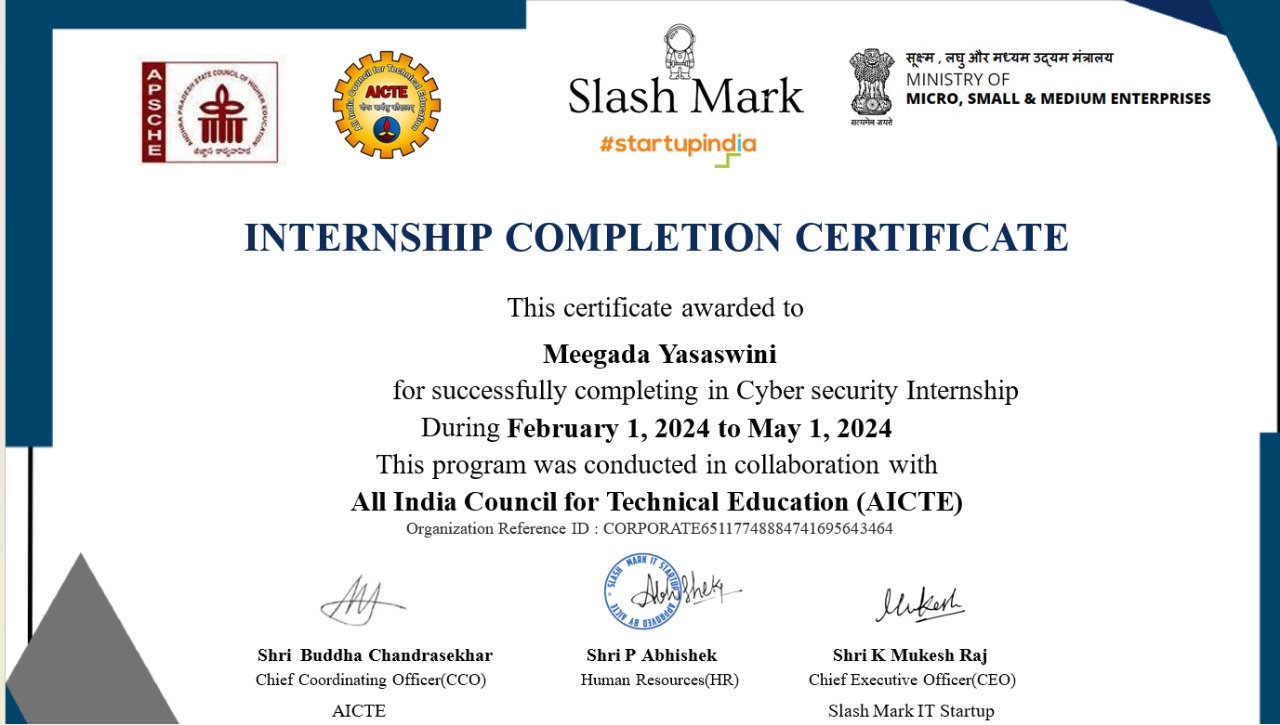 APSCHE
ANDHRA PRADESH STATE COUNCIL OF HIGHER EDUCATION
All India Council for Technical Education
AICTE
Slash Mark
#startupindia
सत्यमेव जयते
सूक्ष्म , लघु और मध्यम उद्यम मंत्रालय
MINISTRY OF
MICRO, SMALL & MEDIUM ENTERPRISES
INTERNSHIP COMPLETION CERTIFICATE
This certificate awarded to
Meegada Yasaswini
for successfully completing in Cyber security Internship
During February 1, 2024 to May 1, 2024
This program was conducted in collaboration with
All India Council for Technical Education (AICTE)
Organization Reference ID : CORPORATE65117748884741695643464
SLASH MARK IT STARTUP
APPROVED BY AICTE
Abhishek
Mukesh
Shri Buddha Chandrasekhar
Shri P Abhishek
Shri K Mukesh Raj
Chief Coordinating Officer(CCO)
Human Resources(HR)
Chief Executive Officer(CEO)
AICTE
Slash Mark IT Startup